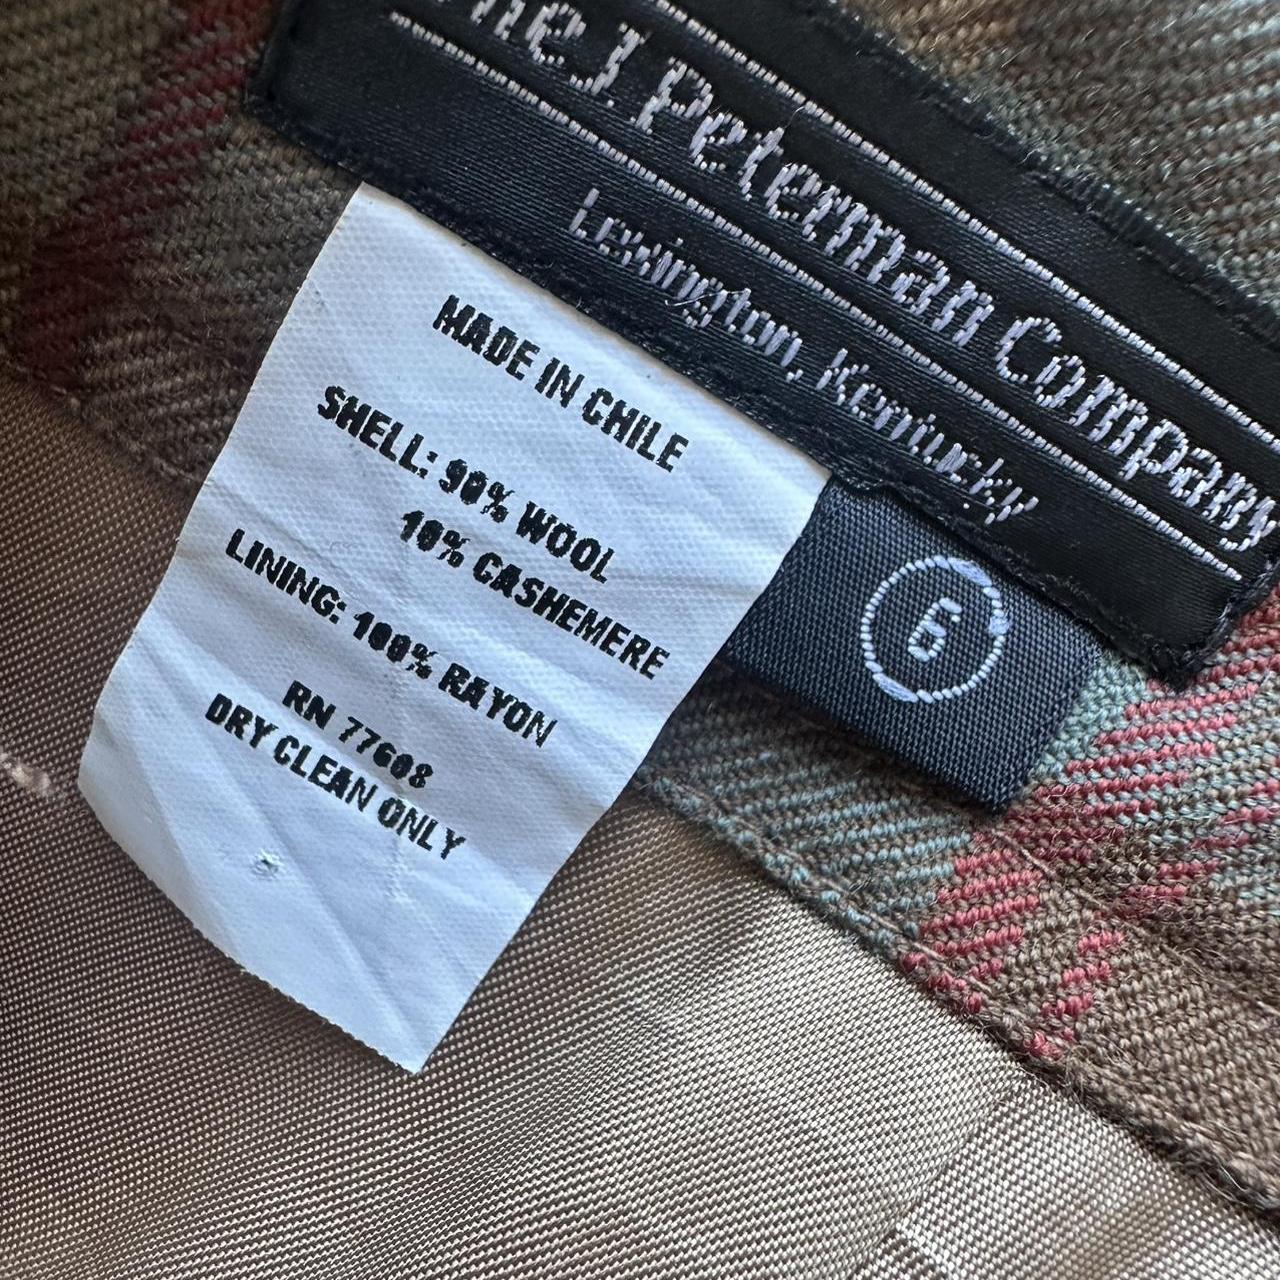 The J. Peterman Company
Lexington, Kentucky
6
MADE IN CHILE
SHELL: 90% WOOL
10% CASHEMERE
LINING: 100% RAYON
RN 77608
DRY CLEAN ONLY